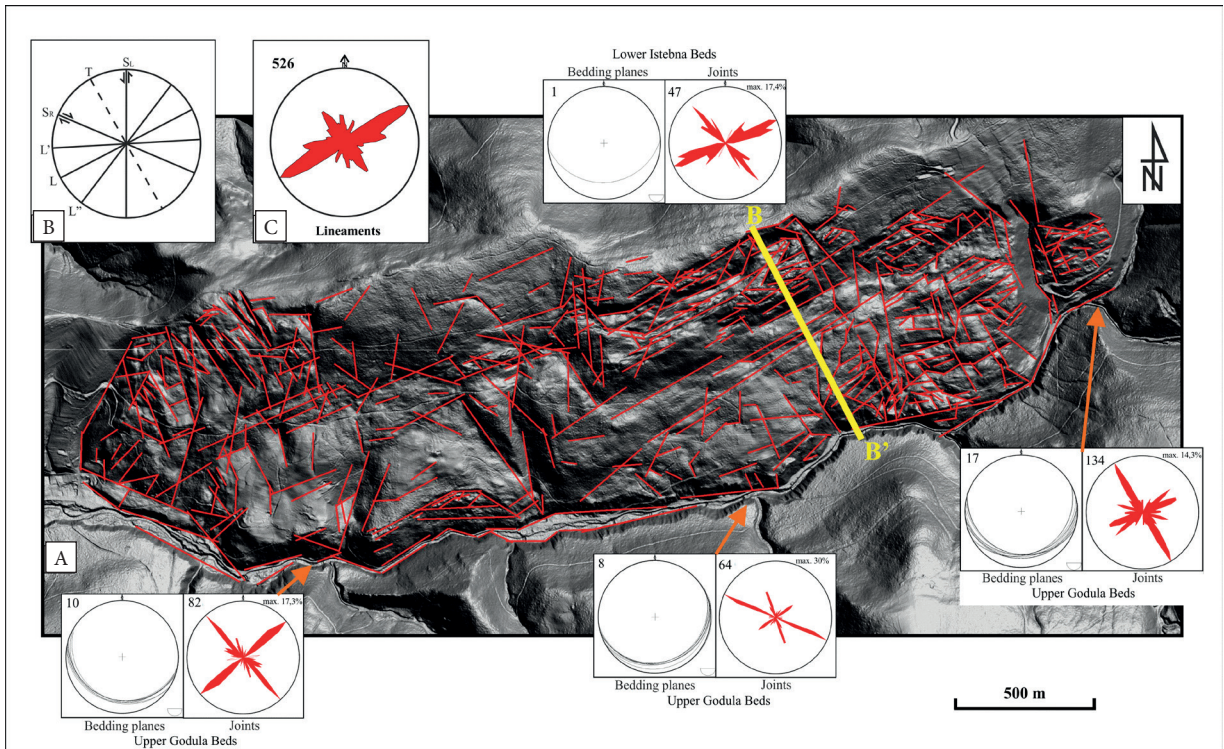 SL
T
SR
L'
L
L"
B
526
N
C
Lineaments
Lower Istebna Beds
Bedding planes
Joints
1
47
max. 17,4%
N
B
B'
A
10
82
max. 17,3%
Bedding planes
Joints
Upper Godula Beds
8
64
max. 30%
Bedding planes
Joints
Upper Godula Beds
17
134
max. 14,3%
Bedding planes
Joints
Upper Godula Beds
500 m